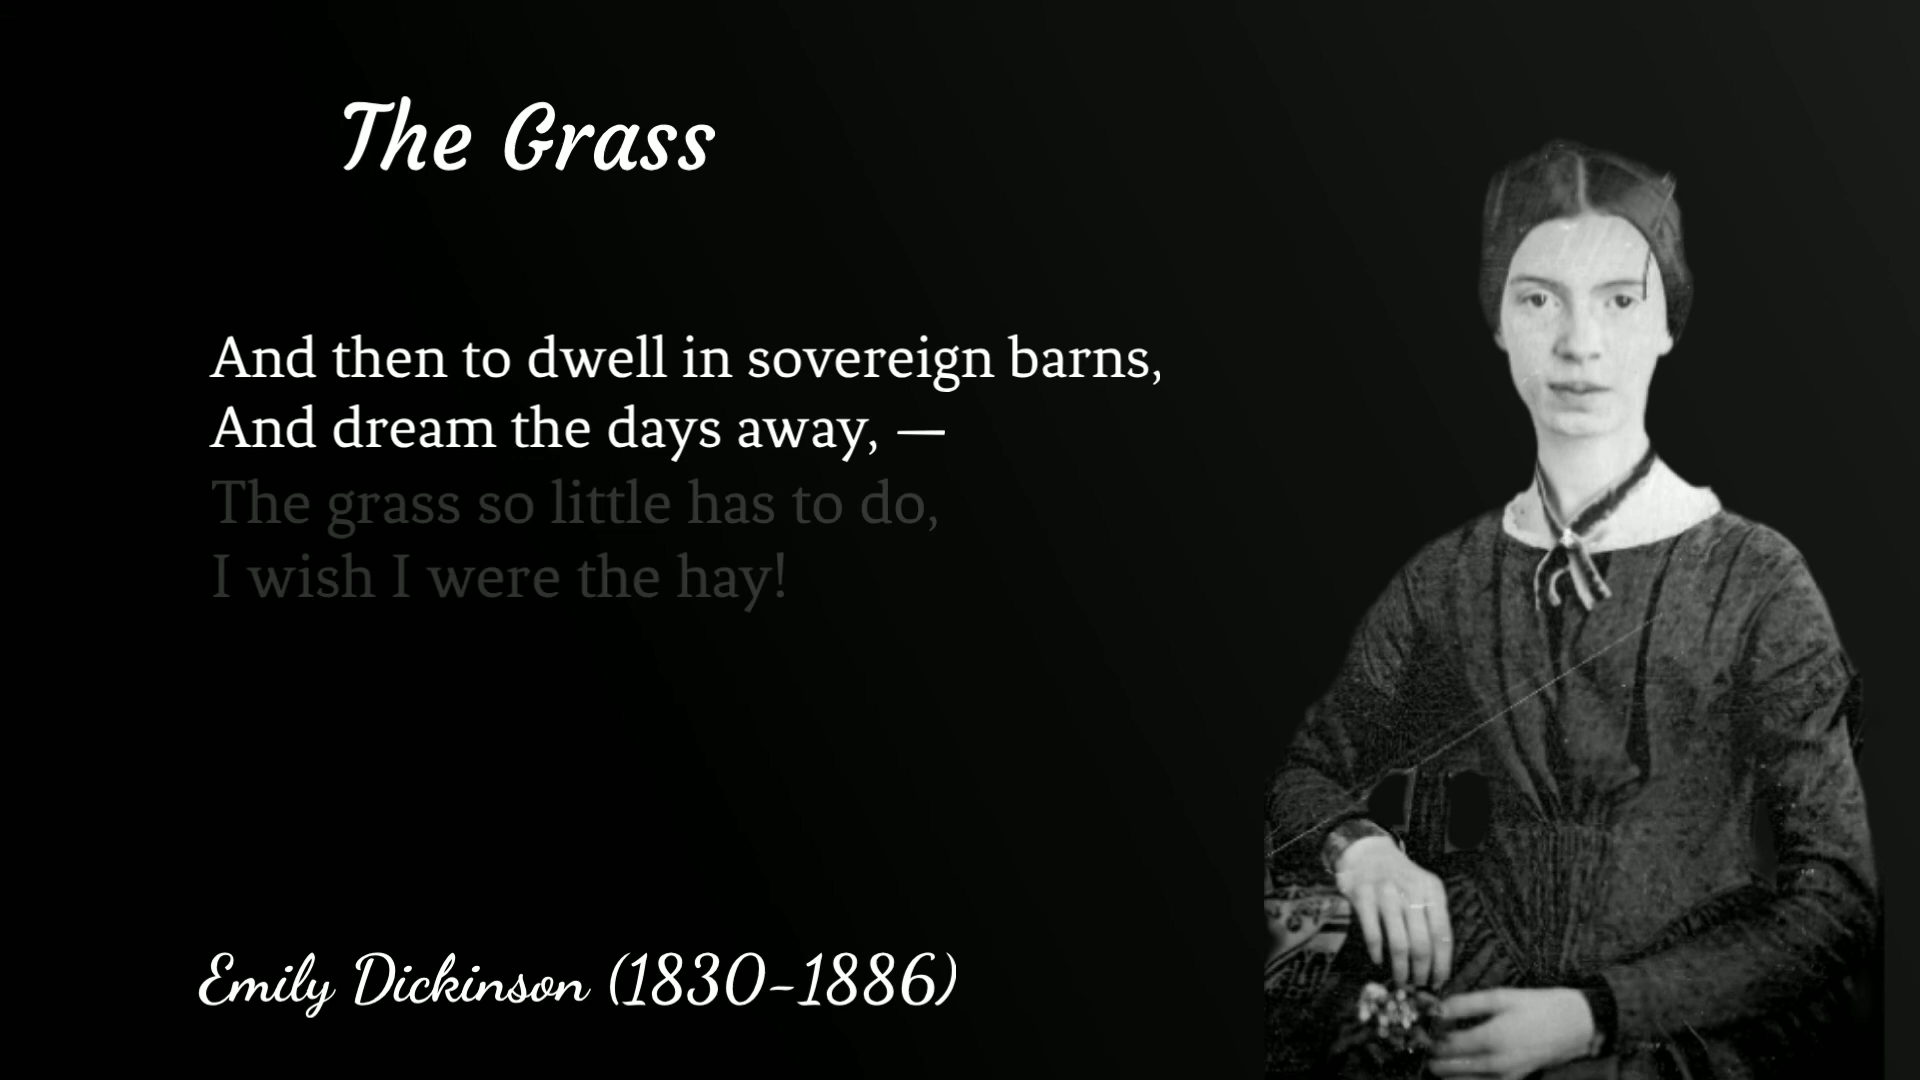 The Grass
And then to dwell in sovereign barns,
And dream the days away, —
The grass so little has to do,
I wish I were the hay!
Emily Dickinson (1830-1886)